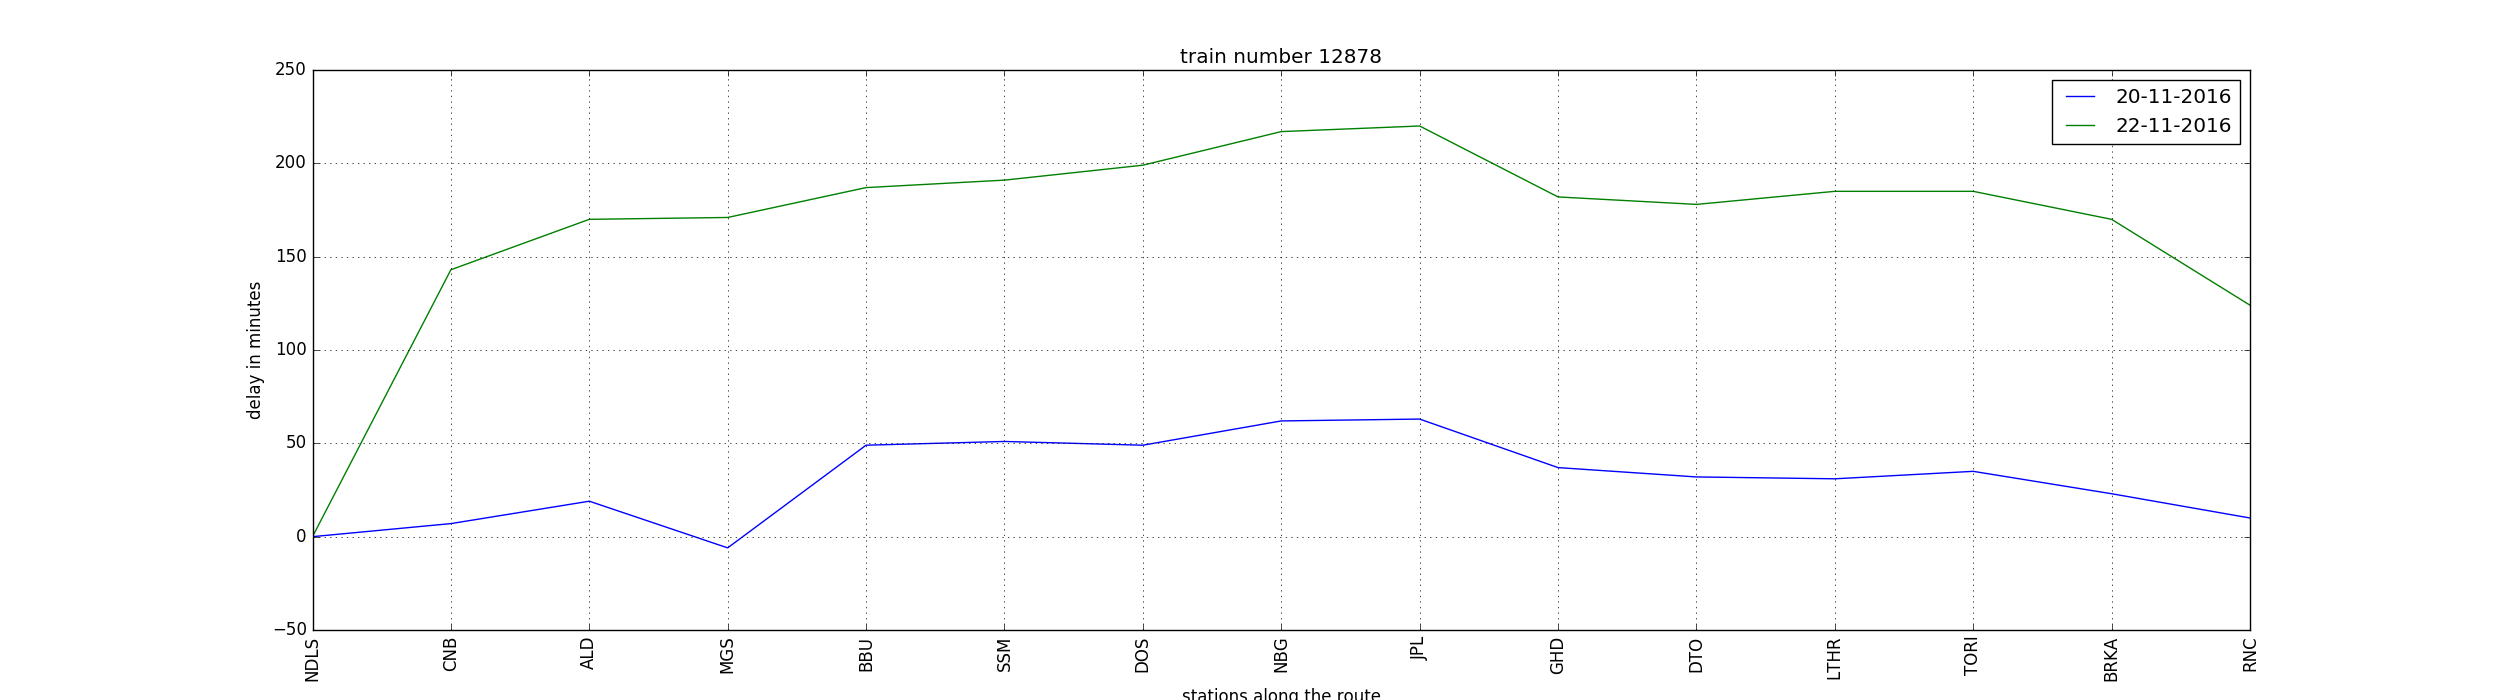 train number 12878
20-11-2016
22-11-2016
delay in minutes
250
200
150
100
50
0
−50
NDLS
CNB
ALD
MGS
BBU
SSM
DOS
NBG
JPL
GHD
DTO
LTHR
TORI
BRKA
RNC
stations along the route